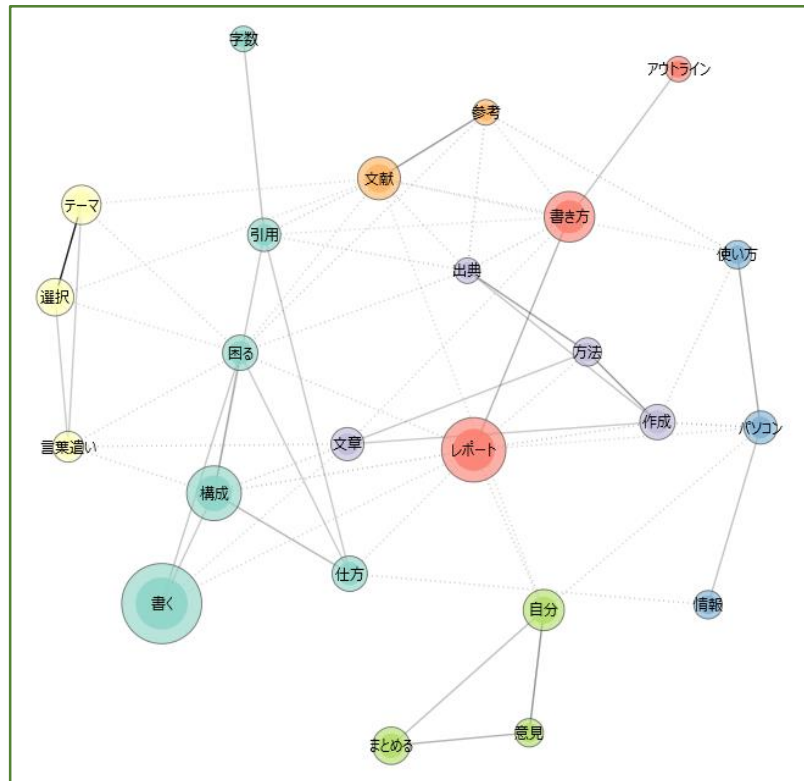 字数
アウトライン
参考
文献
テーマ
書き方
引用
使い方
出典
選択
困る
方法
作成
パソコン
文章
言葉遣い
レポート
構成
仕方
書く
情報
自分
意見
まとめる